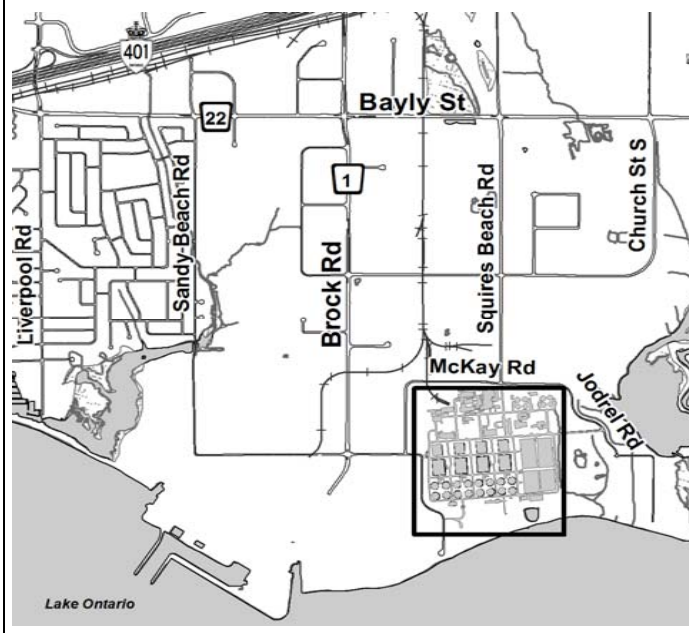 401
Bayly St
22
1
Liverpool Rd
Sandy Beach Rd
Brock Rd
Squires Beach Rd
Church St S
McKay Rd
Jodrel Rd
Lake Ontario